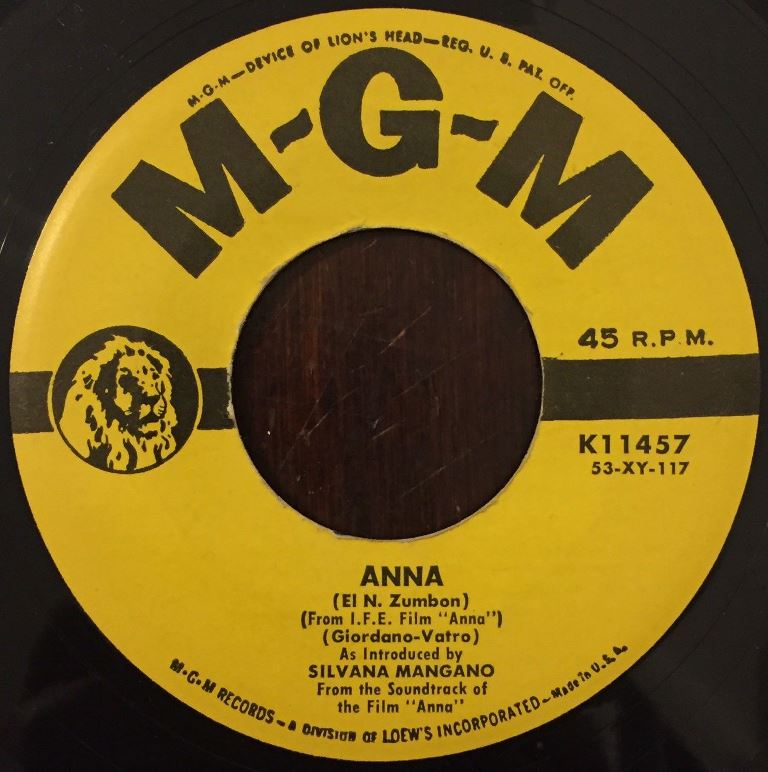 M-G-M—DEVICE OF LION'S HEAD—REG. U. S. PAT. OFF.
M-G-M
45 R.P.M.
K11457
53-XY-117
ANNA
(El N. Zumbon)
(From I.F.E. Film "Anna")
(Giordano-Vatro)
As Introduced by
SILVANA MANGANO
From the Soundtrack of
the Film "Anna"
M-G-M RECORDS—A DIVISION OF LOEW'S INCORPORATED—Made in U.S.A.